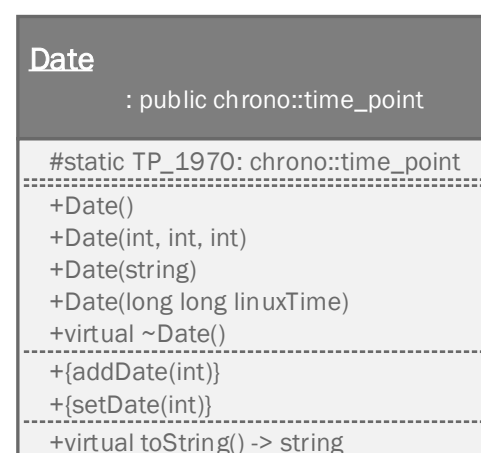 Date
: public chrono::time_point
#static TP_1970: chrono::time_point
+Date()
+Date(int, int, int)
+Date(string)
+Date(long long linuxTime)
+virtual ~Date()
+{addDate(int)}
+{setDate(int)}
+virtual toString() -> string